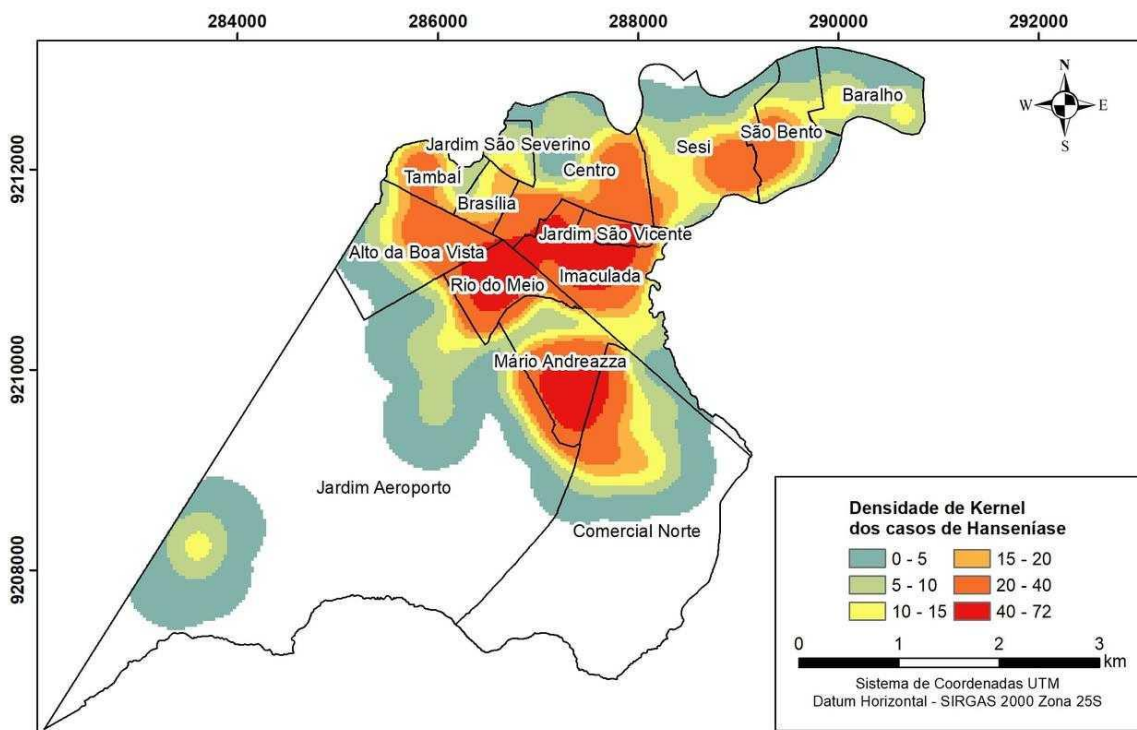 284000
286000
288000
290000
292000
N
W
E
S
Baralho
São Bento
Sesi
Jardim São Severino
Centro
Tambaí
Brasília
9212000
Jardim São Vicente
Alto da Boa Vista
Imaculada
Rio do Meio
Mário Andreazza
9210000
Jardim Aeroporto
Comercial Norte
9208000
Densidade de Kernel
dos casos de Hanseníase
0 - 5
15 - 20
5 - 10
20 - 40
10 - 15
40 - 72
0
1
2
3
km
Sistema de Coordenadas UTM
Datum Horizontal - SIRGAS 2000 Zona 25S